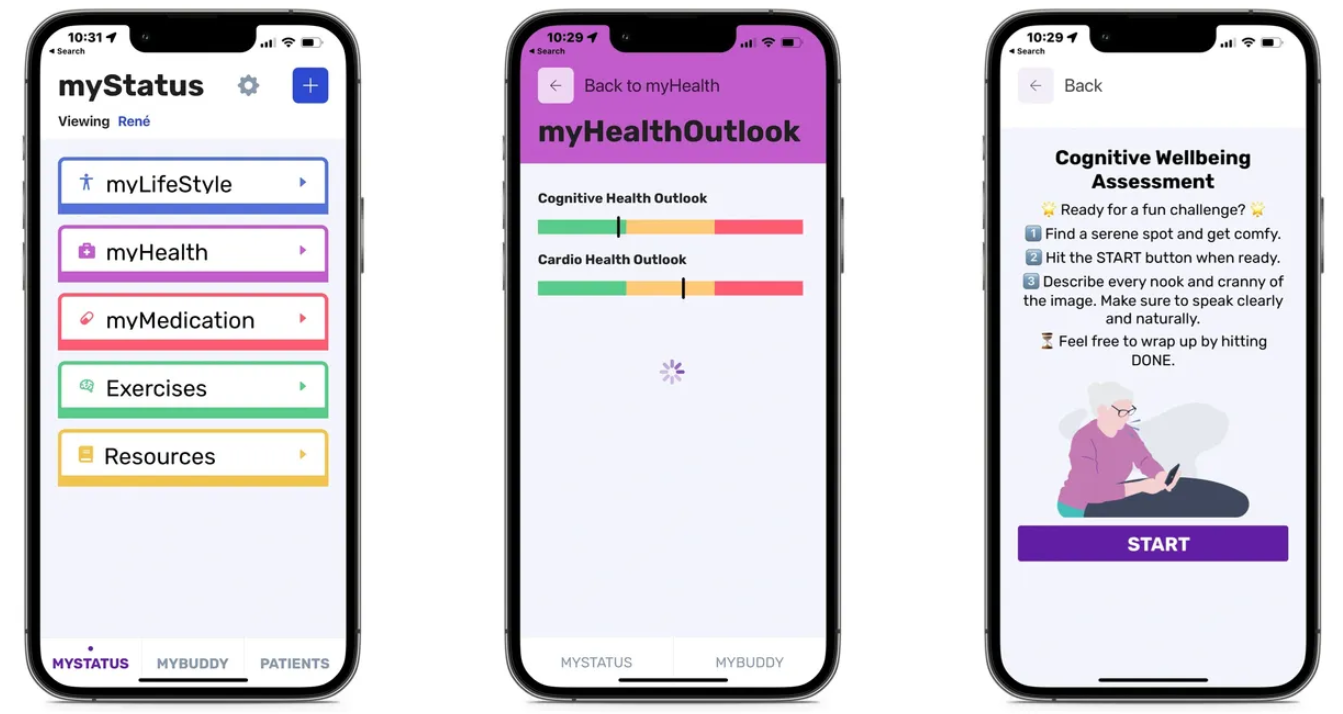 10:31
◂ Search
myStatus
Viewing René
myLifeStyle
myHealth
myMedication
Exercises
Resources
MYSTATUS MYBUDDY PATIENTS
10:29
◂ Search
Back to myHealth
myHealthOutlook
Cognitive Health Outlook
Cardio Health Outlook
MYSTATUS MYBUDDY
10:29
◂ Search
Back
Cognitive Wellbeing
Assessment
🌟 Ready for a fun challenge? 🌟
1️⃣ Find a serene spot and get comfy.
2️⃣ Hit the START button when ready.
3️⃣ Describe every nook and cranny of
the image. Make sure to speak clearly
and naturally.
⏳ Feel free to wrap up by hitting
DONE.
START